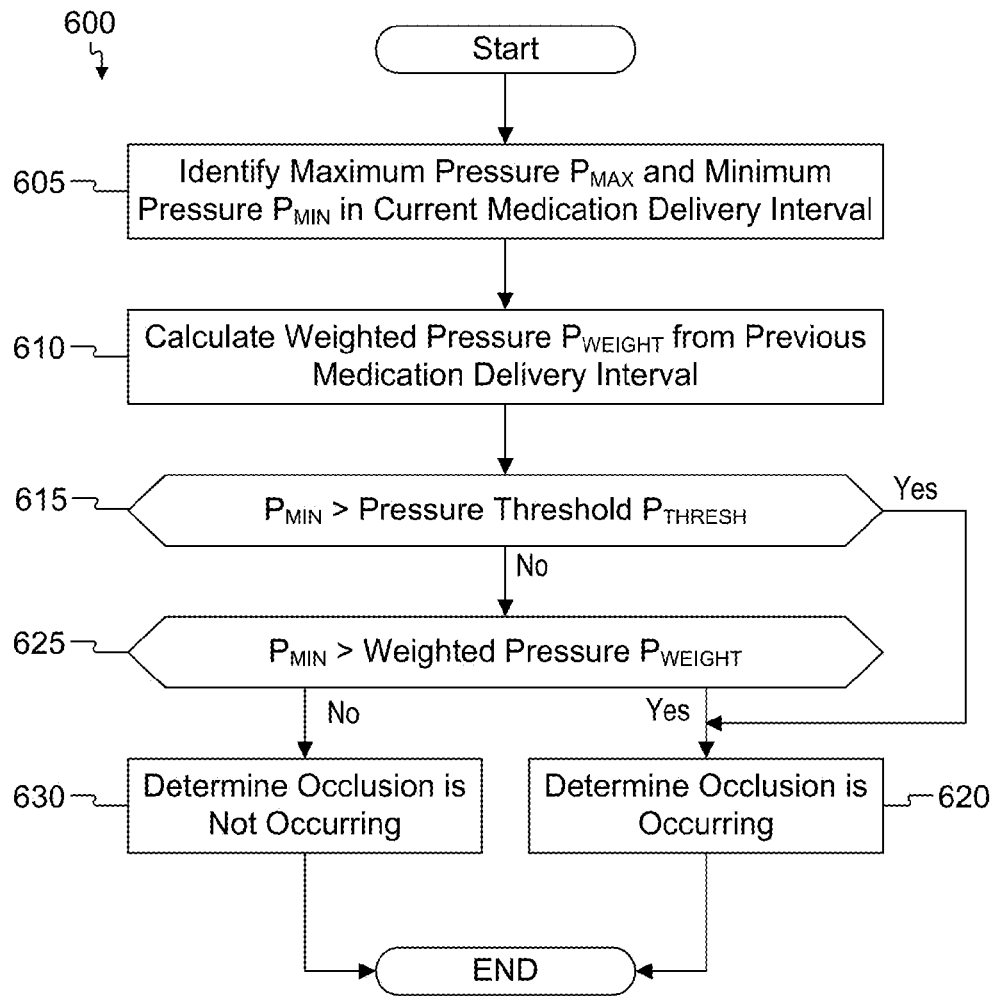 600
Start
605
Identify Maximum Pressure PMAX and Minimum
Pressure PMIN in Current Medication Delivery Interval
610
Calculate Weighted Pressure PWEIGHT from Previous
Medication Delivery Interval
615
PMIN > Pressure Threshold PTHRESH
Yes
No
625
PMIN > Weighted Pressure PWEIGHT
No
Yes
630
Determine Occlusion is
Not Occurring
Determine Occlusion is
Occurring
620
END